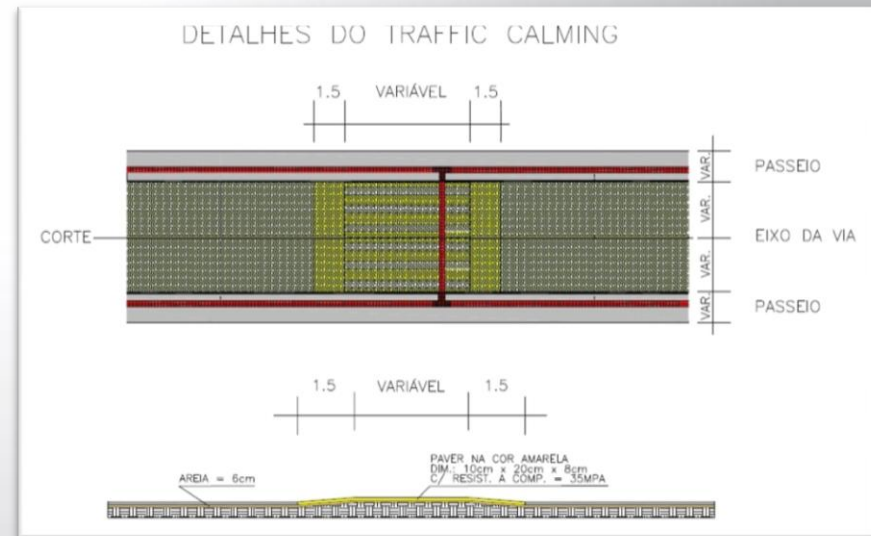 DETALHES DO TRAFFIC CALMING
1.5 VARIÁVEL 1.5
VAR. PASSEIO
VAR.
CORTE EIXO DA VIA
VAR.
VAR. PASSEIO
1.5 VARIÁVEL 1.5
PAVER NA COR AMARELA
DIM.: 10cm x 20cm x 8cm
AREIA = 6cm C/ RESIST. A COMP. = 35MPA